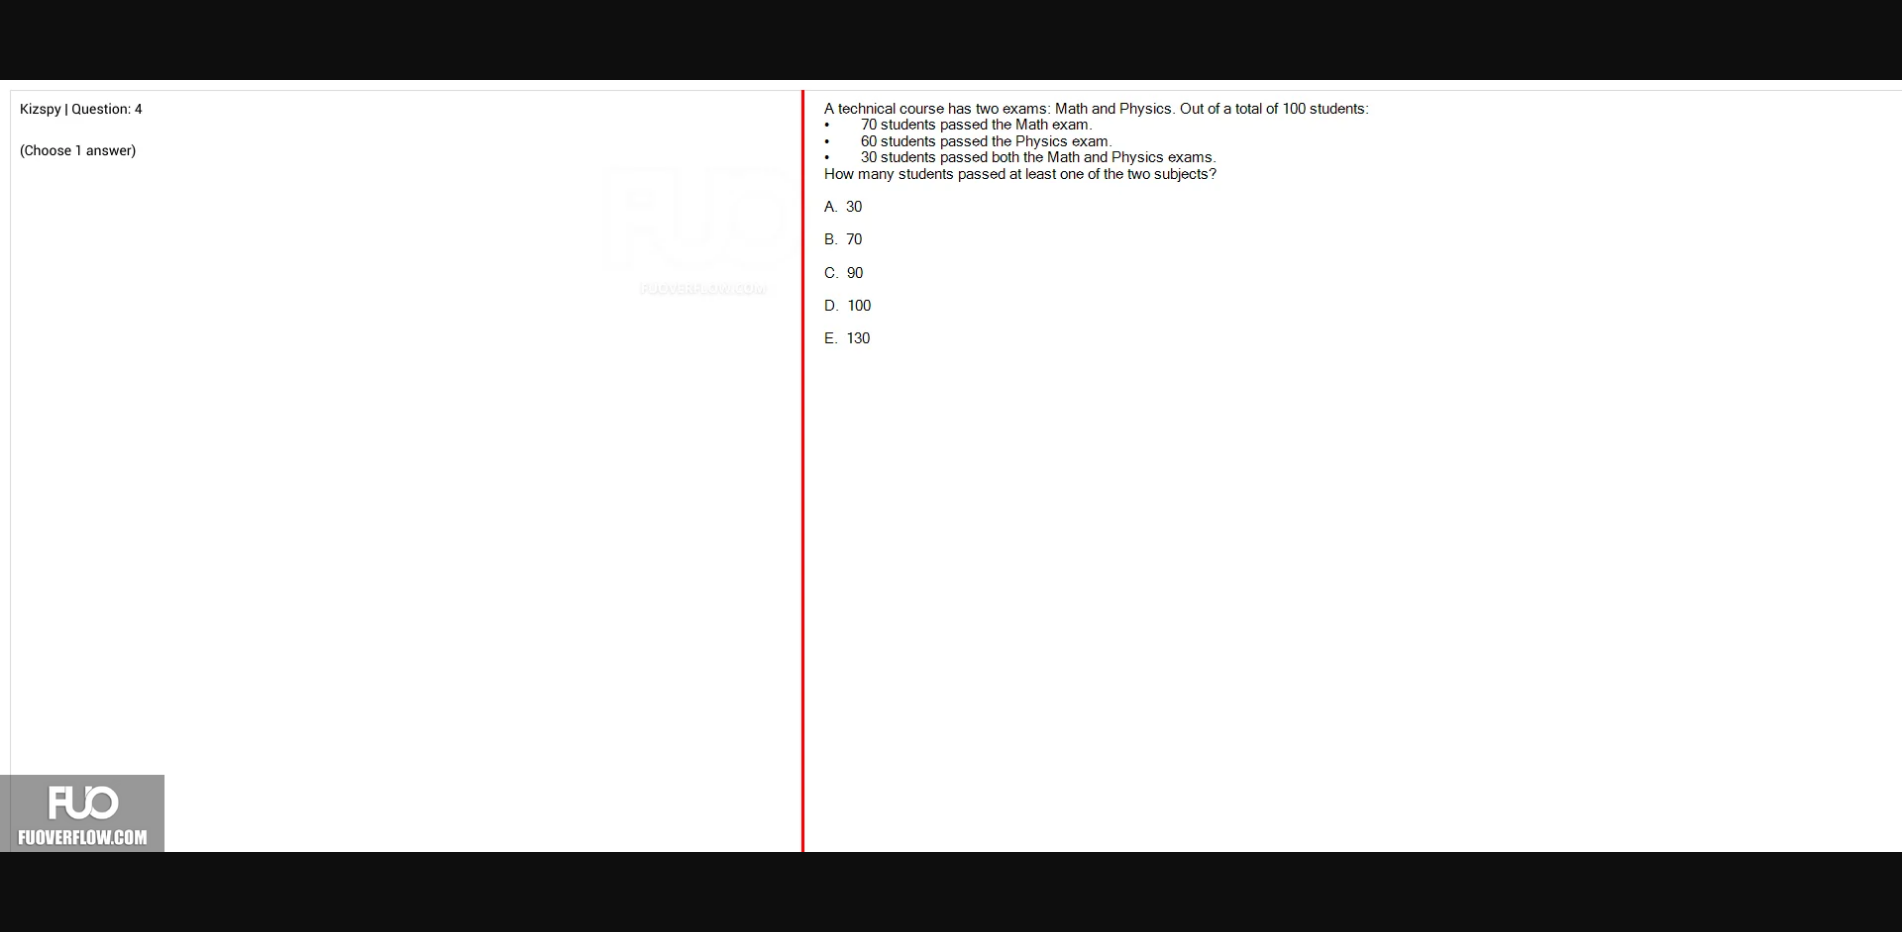 Kizspy | Question: 4
(Choose 1 answer)
A technical course has two exams: Math and Physics. Out of a total of 100 students:
• 70 students passed the Math exam.
• 60 students passed the Physics exam.
• 30 students passed both the Math and Physics exams.
How many students passed at least one of the two subjects?
A. 30
B. 70
C. 90
D. 100
E. 130
FUO
FUOVERFLOW.COM
FUO
FUOVERFLOW.COM